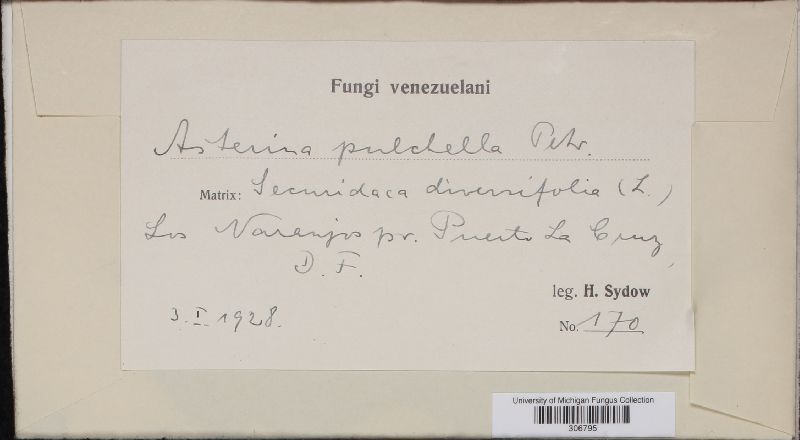 Fungi venezuelani
Asterina pulchella Petr.
Matrix: Securidaca diversifolia (L.)
Los Naranjos pr. Puerto La Cruz,
D. F.
leg. H. Sydow
3. I. 1928.
No. 170
University of Michigan Fungus Collection
306795